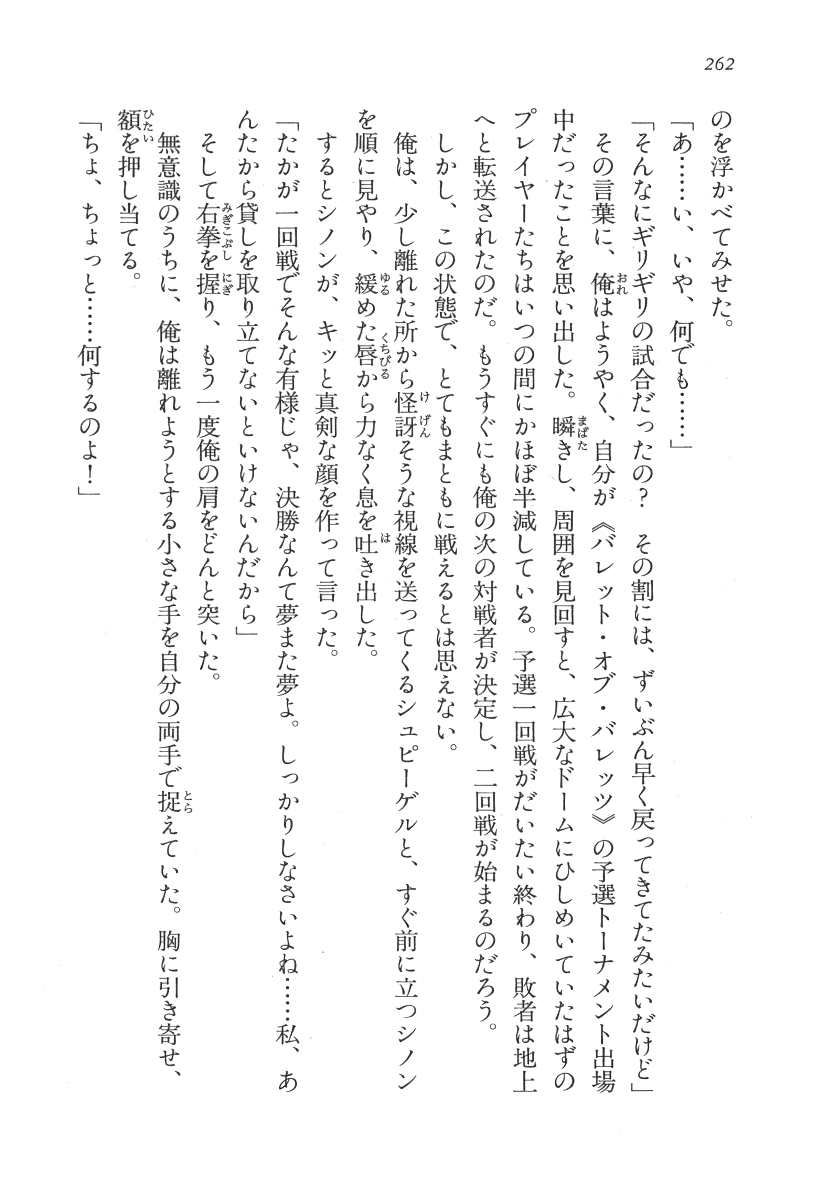 262
のを浮かべてみせた。
「あ……い、いや、何でも……」
「そんなにギリギリの試合だったの？　その割には、ずいぶん早く戻ってきてたみたいだけど」
その言葉に、俺はようやく、自分が《バレット・オブ・バレッツ》の予選トーナメント出場
中だったことを思い出した。瞬きし、周囲を見回すと、広大なドームにひしめいていたはずの
プレイヤーたちはいつの間にかほぼ半減している。予選一回戦がだいたい終わり、敗者は地上
へと転送されたのだ。もうすぐにも俺の次の対戦者が決定し、二回戦が始まるのだろう。
しかし、この状態で、とてもまともに戦えるとは思えない。
俺は、少し離れた所から怪訝そうな視線を送ってくるシュピーゲルと、すぐ前に立つシノン
を順に見やり、緩めた唇から力なく息を吐き出した。
するとシノンが、キッと真剣な顔を作って言った。
「たかが一回戦でそんな有様じゃ、決勝なんて夢また夢よ。しっかりしなさいよね……私、あ
んたから貸しを取り立てないといけないんだから」
そして右拳を握り、もう一度俺の肩をどんと突いた。
無意識のうちに、俺は離れようとする小さな手を自分の両手で捉えていた。胸に引き寄せ、
額を押し当てる。
「ちょ、ちょっと……何するのよ！」